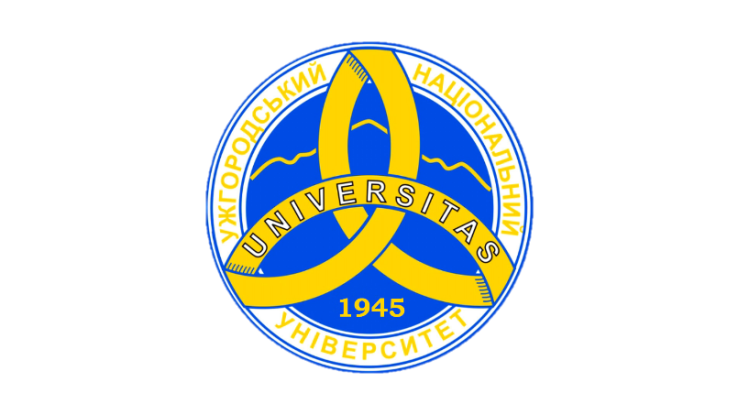 УЖГОРОДСЬКИЙ
НАЦІОНАЛЬНИЙ
УНІВЕРСИТЕТ
UNIVERSITAS
1945